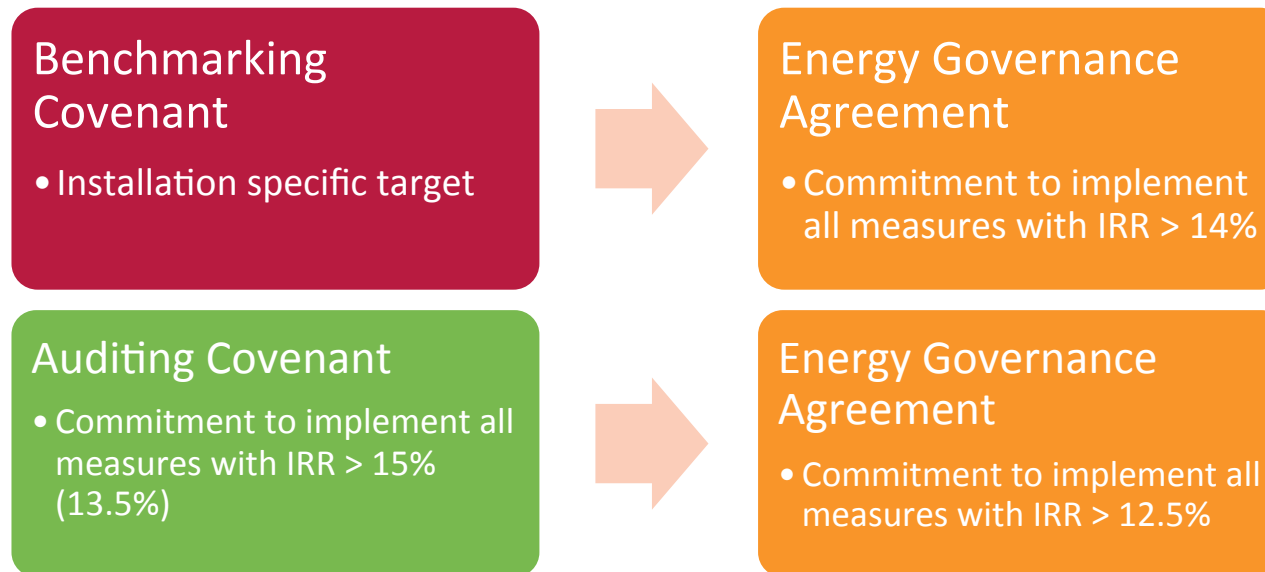 Benchmarking
Covenant
• Installation specific target
Energy Governance
Agreement
• Commitment to implement
all measures with IRR > 14%
Auditing Covenant
• Commitment to implement all
measures with IRR > 15%
(13.5%)
Energy Governance
Agreement
• Commitment to implement all
measures with IRR > 12.5%